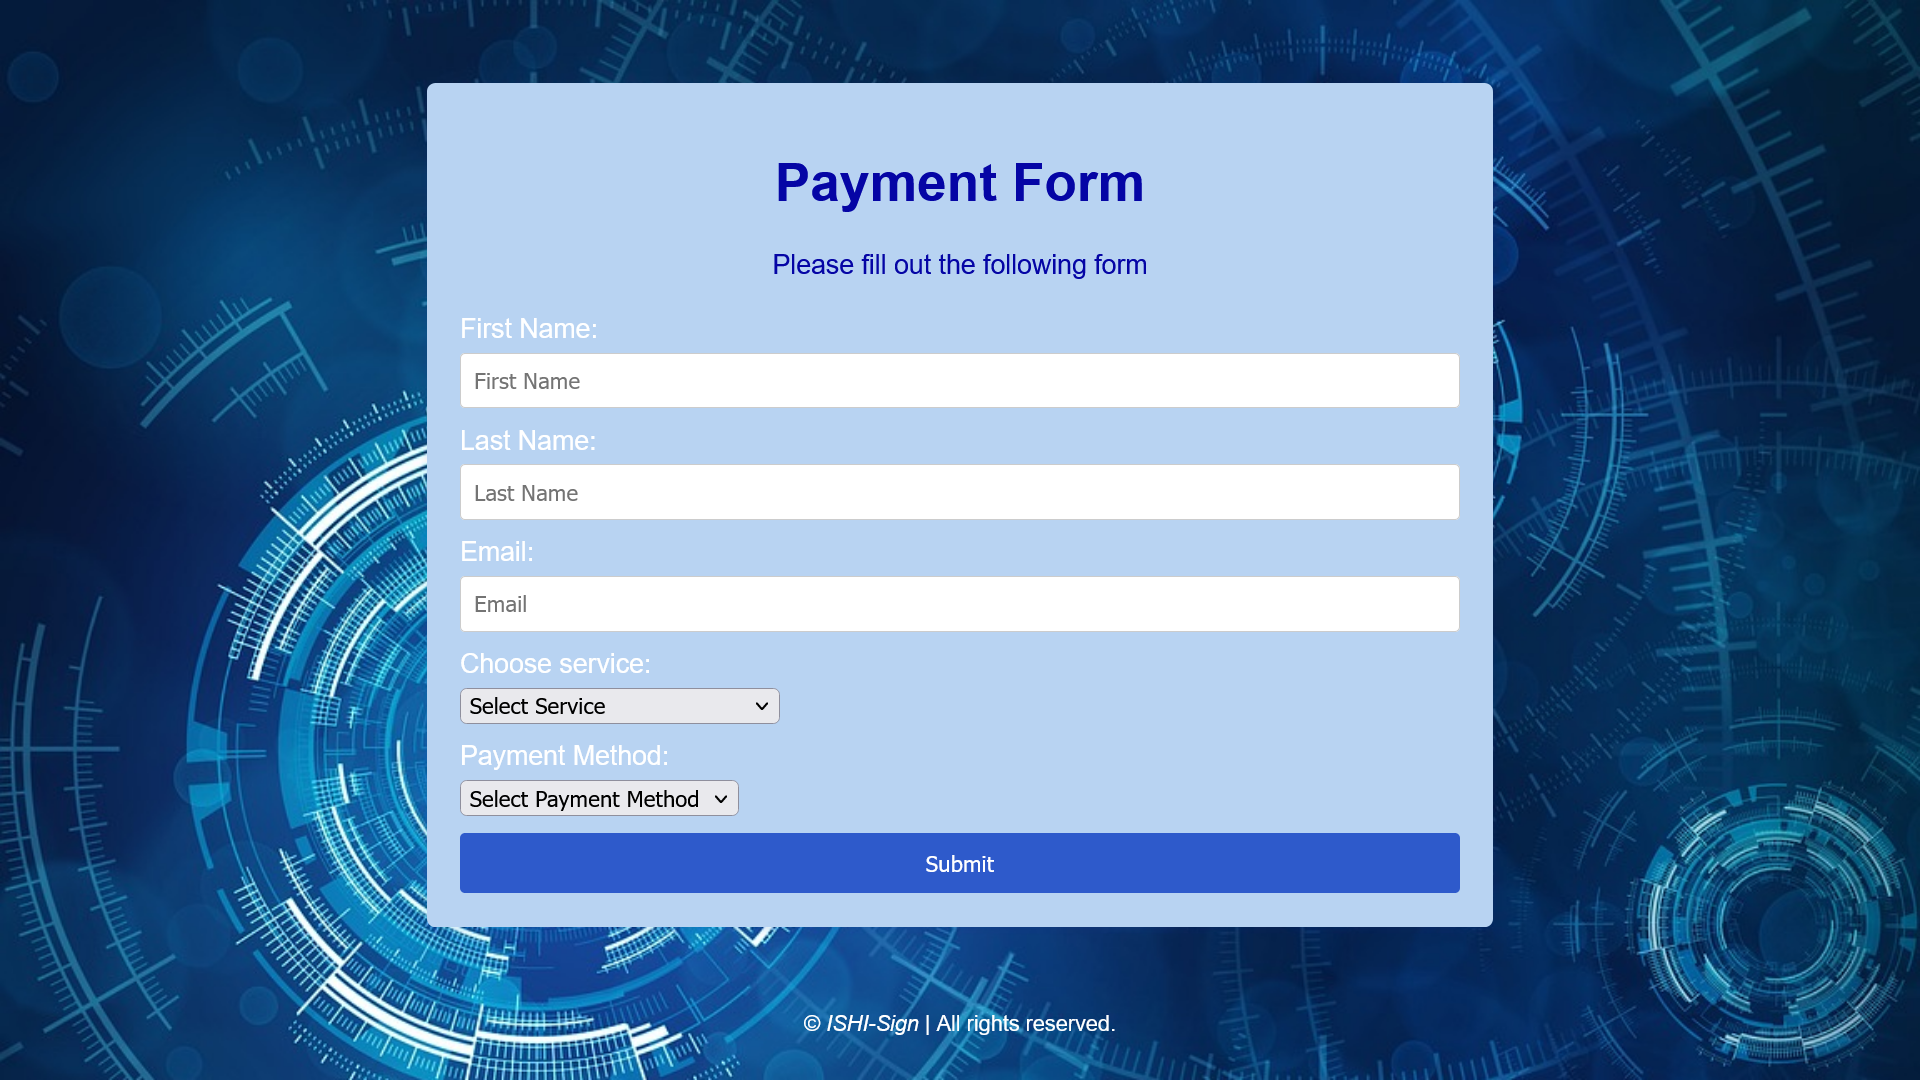 Payment Form
Please fill out the following form
First Name:
First Name
Last Name:
Last Name
Email:
Email
Choose service:
Select Service
Payment Method:
Select Payment Method
Submit
© ISHI-Sign | All rights reserved.